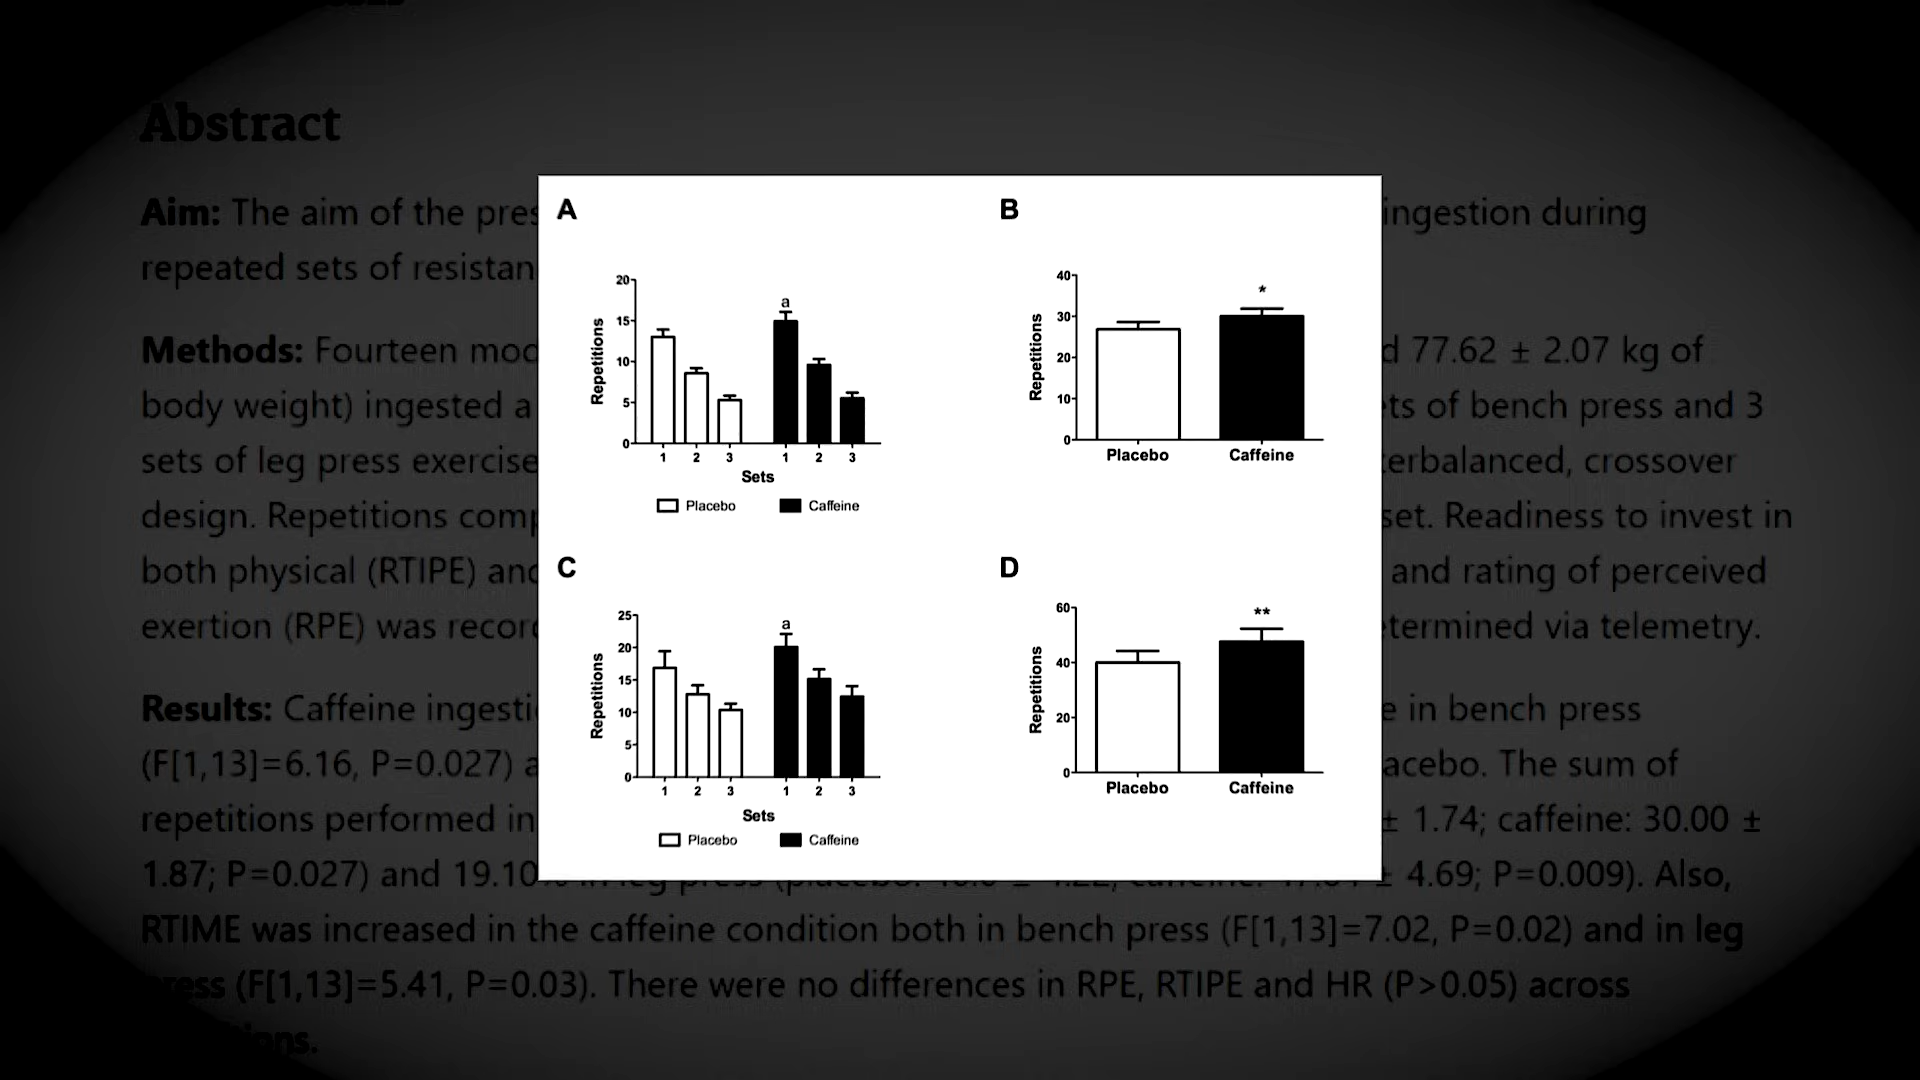 Abstract
Aim: The aim of the pres ingestion during
repeated sets of resistan
Methods: Fourteen mod d 77.62 ± 2.07 kg of
body weight) ingested a ts of bench press and 3
sets of leg press exercise erbalanced, crossover
design. Repetitions comp set. Readiness to invest in
both physical (RTIPE) and and rating of perceived
exertion (RPE) was record termined via telemetry.
Results: Caffeine ingesti e in bench press
(F[1,13]=6.16, P=0.027) a acebo. The sum of
repetitions performed in ± 1.74; caffeine: 30.00 ±
1.87; P=0.027) and 19.10% in leg press (placebo: ± 4.69; P=0.009). Also,
RTIME was increased in the caffeine condition both in bench press (F[1,13]=7.02, P=0.02) and in leg
press (F[1,13]=5.41, P=0.03). There were no differences in RPE, RTIPE and HR (P>0.05) across
A
20
15
10
5
0
Repetitions
a
1 2 3 1 2 3
Sets
Placebo Caffeine
B
40
30
20
10
0
Repetitions
*
Placebo Caffeine
C
25
20
15
10
5
0
Repetitions
a
1 2 3 1 2 3
Sets
Placebo Caffeine
D
60
40
20
0
Repetitions
**
Placebo Caffeine